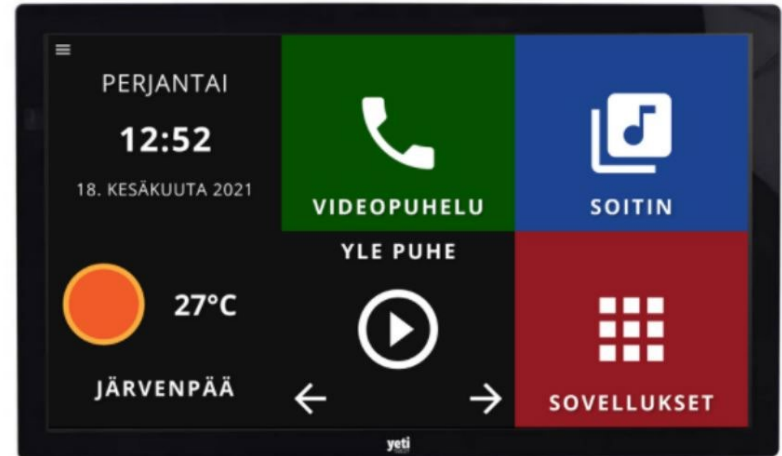 PERJANTAI
12:52
18. KESÄKUUTA 2021
27°C
JÄRVENPÄÄ
VIDEOPUHELU
SOITIN
YLE PUHE
SOVELLUKSET
yeti